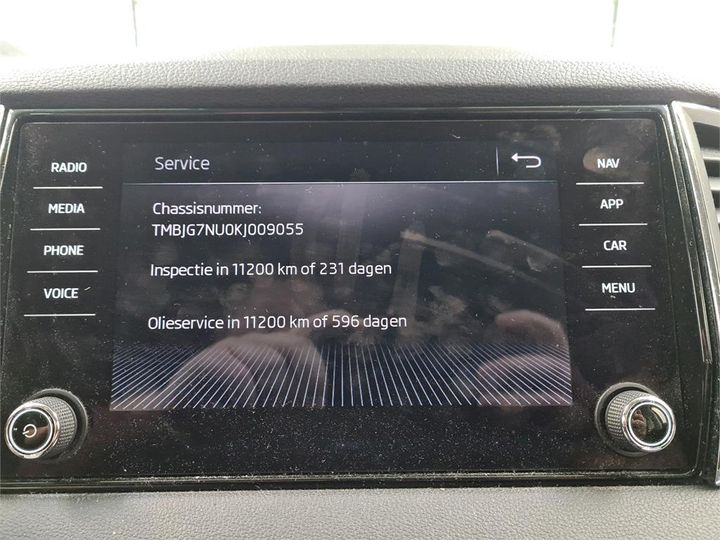 Service
RADIO
MEDIA
PHONE
VOICE
Chassisnummer:
TMBJG7NU0KJ009055
Inspectie in 11200 km of 231 dagen
Olieservice in 11200 km of 596 dagen
NAV
APP
CAR
MENU